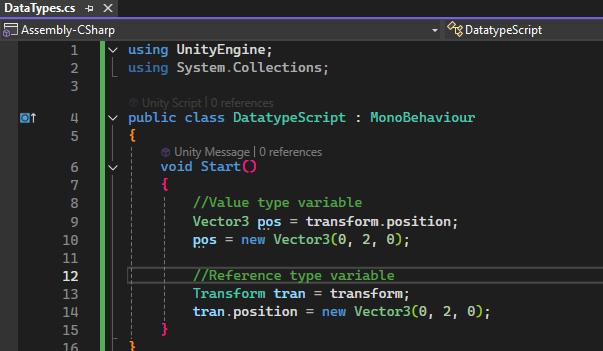 DataTypes.cs
Assembly-CSharp DatatypeScript
1 using UnityEngine;
2 using System.Collections;
3
Unity Script | 0 references
4 public class DatatypeScript : MonoBehaviour
5 {
Unity Message | 0 references
6 void Start()
7 {
8 //Value type variable
9 Vector3 pos = transform.position;
10 pos = new Vector3(0, 2, 0);
11
12 //Reference type variable
13 Transform tran = transform;
14 tran.position = new Vector3(0, 2, 0);
15 }
16 }